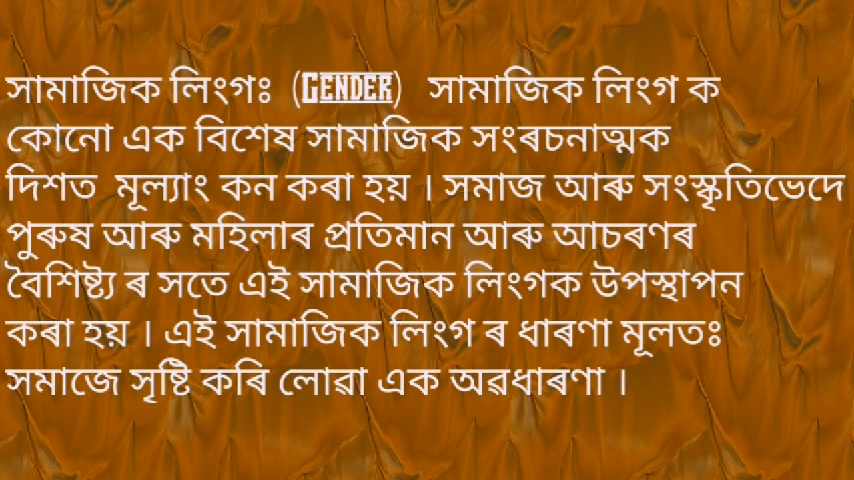 সামাজিক লিংগঃ (GENDER) সামাজিক লিংগ ক
কোনো এক বিশেষ সামাজিক সংৰচনাত্মক
দিশত মূল্যাং কন কৰা হয় । সমাজ আৰু সংস্কৃতিভেদে
পুৰুষ আৰু মহিলাৰ প্ৰতিমান আৰু আচৰণৰ
বৈশিষ্ট্য ৰ সতে এই সামাজিক লিংগক উপস্থাপন
কৰা হয় । এই সামাজিক লিংগ ৰ ধাৰণা মূলতঃ
সমাজে সৃষ্টি কৰি লোৱা এক অৱধাৰণা ।